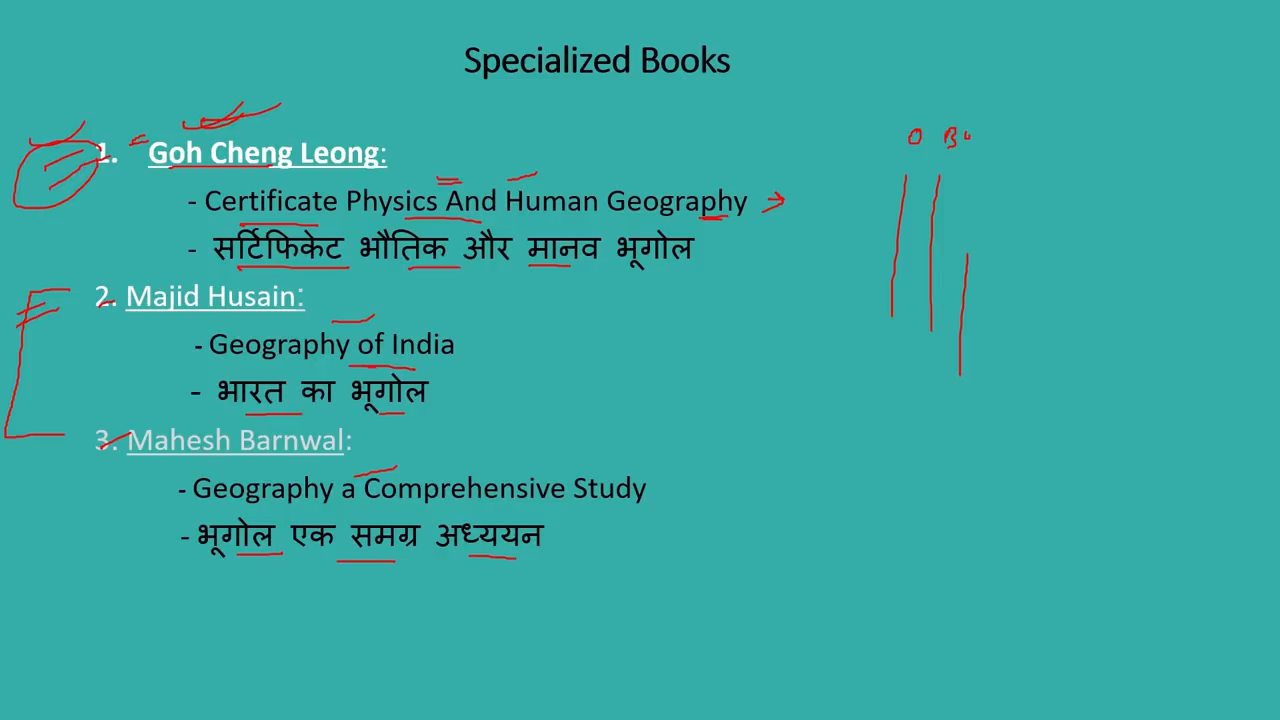 Specialized Books
1. Goh Cheng Leong:
- Certificate Physics And Human Geography
- सर्टिफिकेट भौतिक और मानव भूगोल
2. Majid Husain:
- Geography of India
- भारत का भूगोल
3. Mahesh Barnwal:
- Geography a Comprehensive Study
- भूगोल एक समग्र अध्ययन